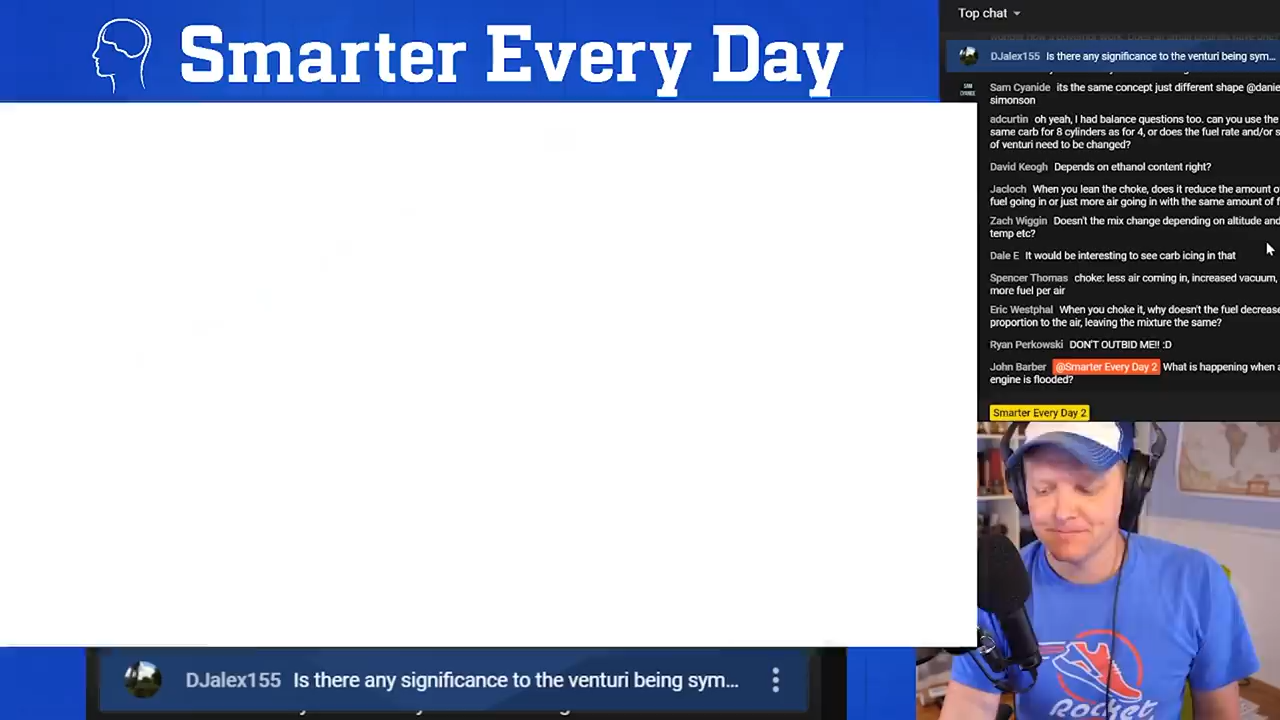 Smarter Every Day
Top chat
DJalex155 Is there any significance to the venturi being sym...
Sam Cyanide its the same concept just different shape @danie
simonson
adcurtin oh yeah, I had balance questions too. can you use the
same carb for 8 cylinders as for 4, or does the fuel rate and/or s
of venturi need to be changed?
David Keogh Depends on ethanol content right?
Jacloch When you lean the choke, does it reduce the amount o
fuel going in or just more air going in with the same amount of f
Zach Wiggin Doesn't the mix change depending on altitude and
temp etc?
Dale E It would be interesting to see carb icing in that
Spencer Thomas choke: less air coming in, increased vacuum,
more fuel per air
Eric Westphal When you choke it, why doesn't the fuel decrease
proportion to the air, leaving the mixture the same?
Ryan Perkowski DON'T OUTBID ME!! :D
John Barber @Smarter Every Day 2 What is happening when a
engine is flooded?
Smarter Every Day 2
Rocket
DJalex155 Is there any significance to the venturi being sym...